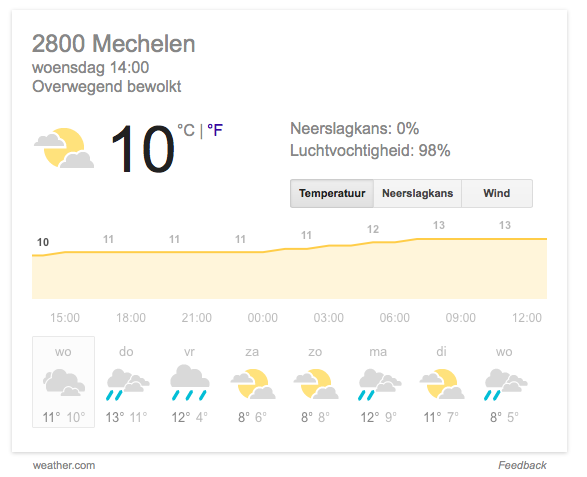 2800 Mechelen
woensdag 14:00
Overwegend bewolkt
10 °C | °F
Neerslagkans: 0%
Luchtvochtigheid: 98%
Temperatuur Neerslagkans Wind
10 11 11 11 11 12 13 13
15:00 18:00 21:00 00:00 03:00 06:00 09:00 12:00
wo do vr za zo ma di wo
11° 10° 13° 11° 12° 4° 8° 6° 8° 8° 12° 9° 11° 7° 8° 5°
weather.com Feedback